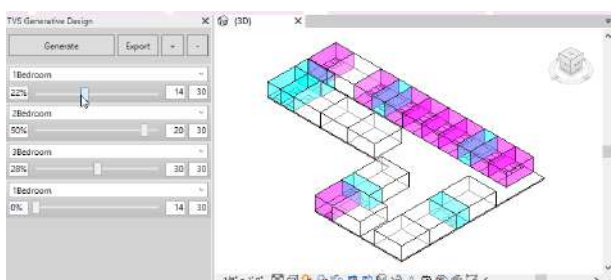 TVS Generative Design
{3D}
Generate
Export
+
-
1Bedroom
22%
14
30
2Bedroom
50%
20
30
3Bedroom
28%
30
30
1Bedroom
0%
14
30